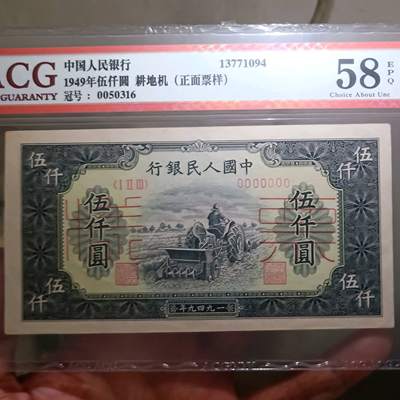 ACG
GUARANTY
中国人民银行
1949年伍仟圓 耕地机（正面票样）
冠号： 0050316
13771094
58
EPQ
Choice About Unc
伍仟
伍仟
中國人民銀行
(I II III)
0000000
伍仟圓
伍仟圓
伍仟
伍仟
一九四九年